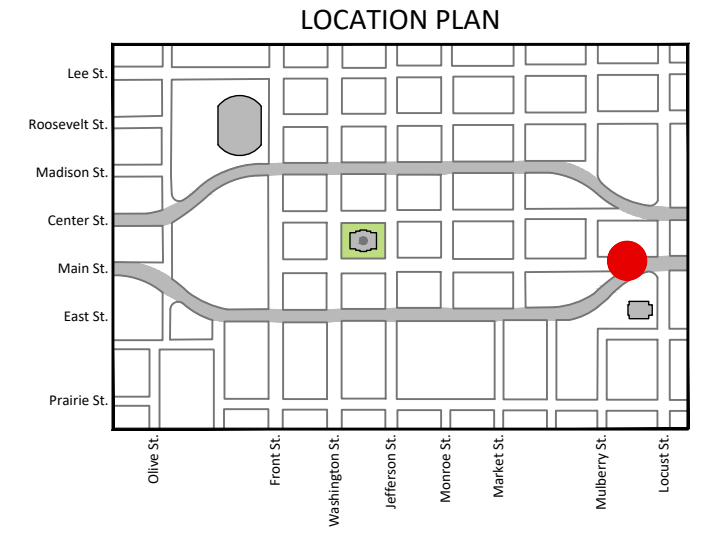 LOCATION PLAN
Lee St.
Roosevelt St.
Madison St.
Center St.
Main St.
East St.
Prairie St.
Olive St.
Front St.
Washington St.
Jefferson St.
Monroe St.
Market St.
Mulberry St.
Locust St.